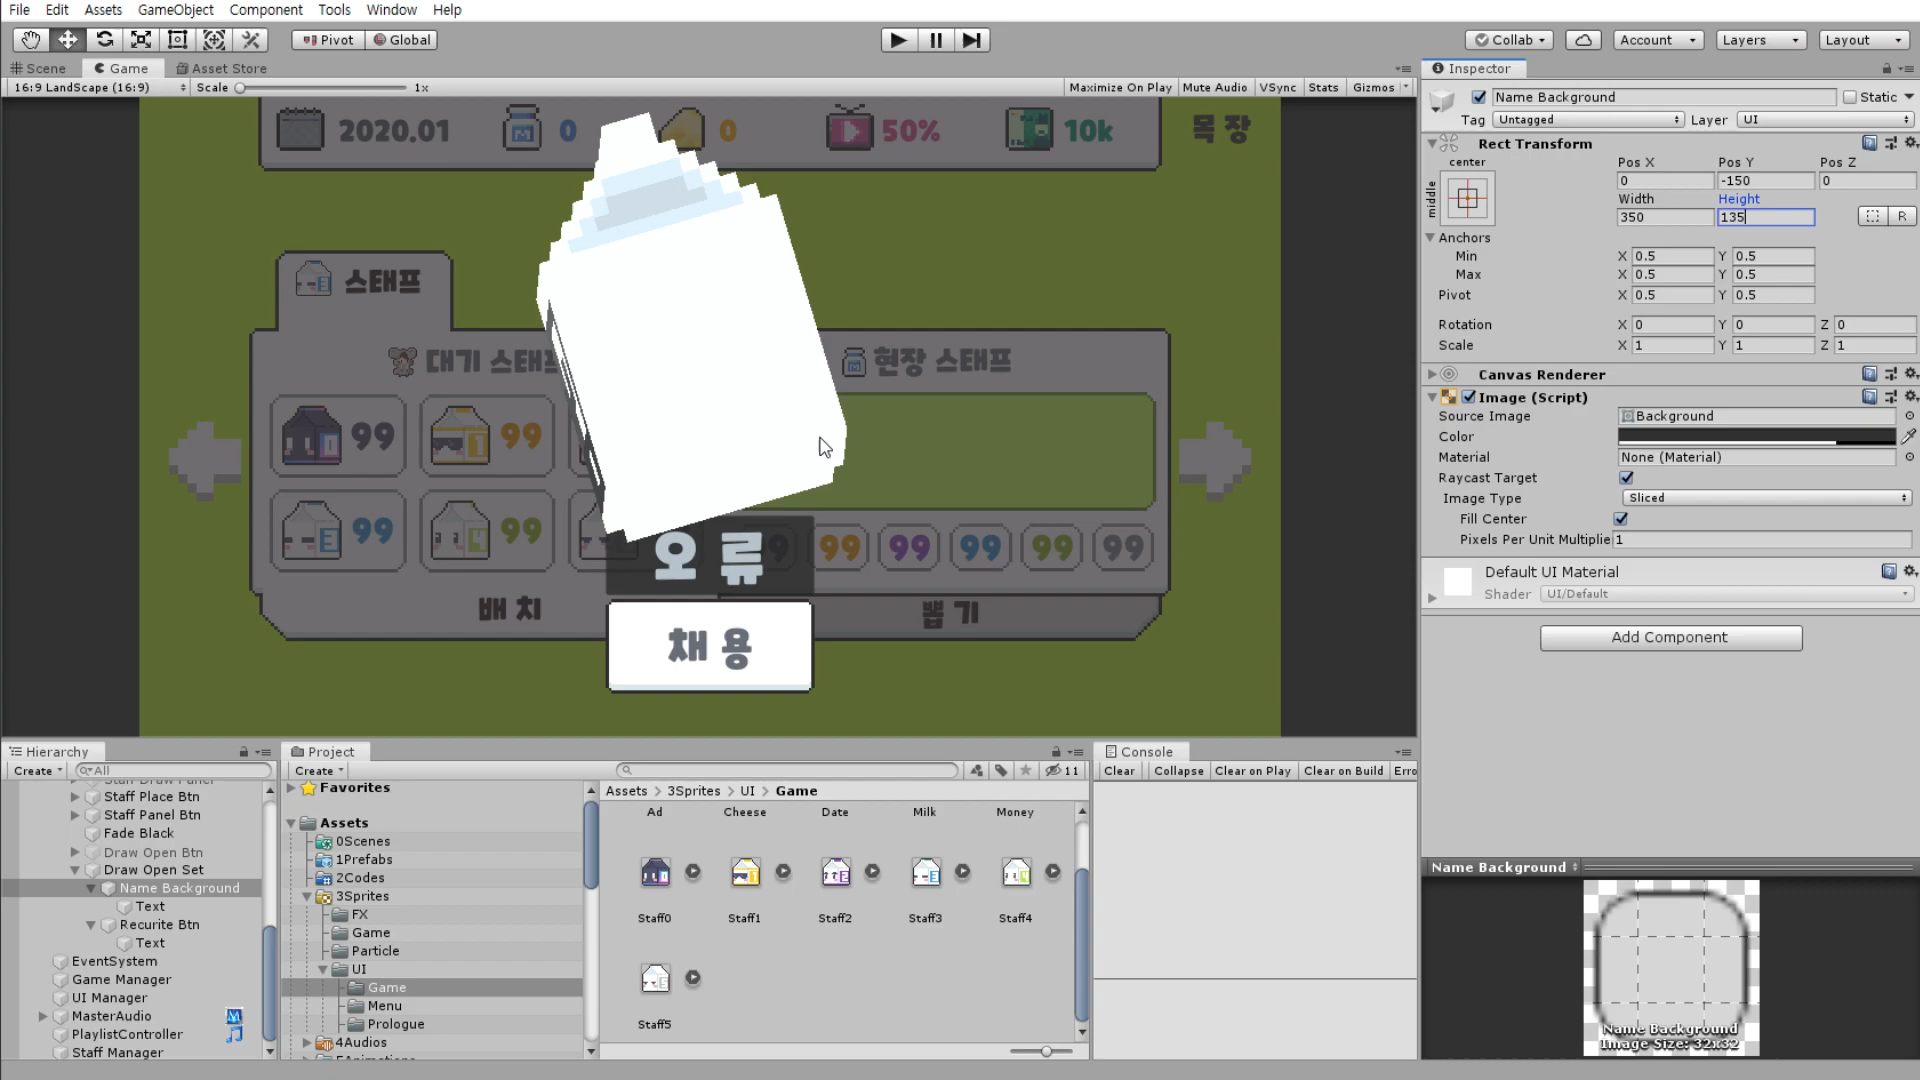 File Edit Assets GameObject Component Tools Window Help
Pivot Global Collab Account Layers Layout
Scene Game Asset Store
16:9 LandScape (16:9) Scale 1x Maximize On Play Mute Audio VSync Stats Gizmos
2020.01 0 0 50% 10k 목장
스태프
대기 스태프 현장 스태프
99 99
99 99 99 99 99 99 99
오 류
배 치 뽑 기
채 용
Inspector
Name Background Static
Tag Untagged Layer UI
Rect Transform
center
middle
Pos X Pos Y Pos Z
0 -150 0
Width Height
350 135 R
Anchors
Min X 0.5 Y 0.5
Max X 0.5 Y 0.5
Pivot X 0.5 Y 0.5
Rotation X 0 Y 0 Z 0
Scale X 1 Y 1 Z 1
Canvas Renderer
Image (Script)
Source Image Background
Color
Material None (Material)
Raycast Target
Image Type Sliced
Fill Center
Pixels Per Unit Multiplie 1
Default UI Material
Shader UI/Default
Add Component
Name Background
Name Background
Image Size: 32x32
Hierarchy
Create All
Staff Place Btn
Staff Panel Btn
Fade Black
Draw Open Btn
Draw Open Set
Name Background
Text
Recurite Btn
Text
EventSystem
Game Manager
UI Manager
MasterAudio
PlaylistController
Staff Manager
Project
Create 11
Favorites
Assets
0Scenes
1Prefabs
2Codes
3Sprites
FX
Game
Particle
UI
Game
Menu
Prologue
4Audios
Assets > 3Sprites > UI > Game
Ad Cheese Date Milk Money
Staff0 Staff1 Staff2 Staff3 Staff4
Staff5
Console
Clear Collapse Clear on Play Clear on Build Erro